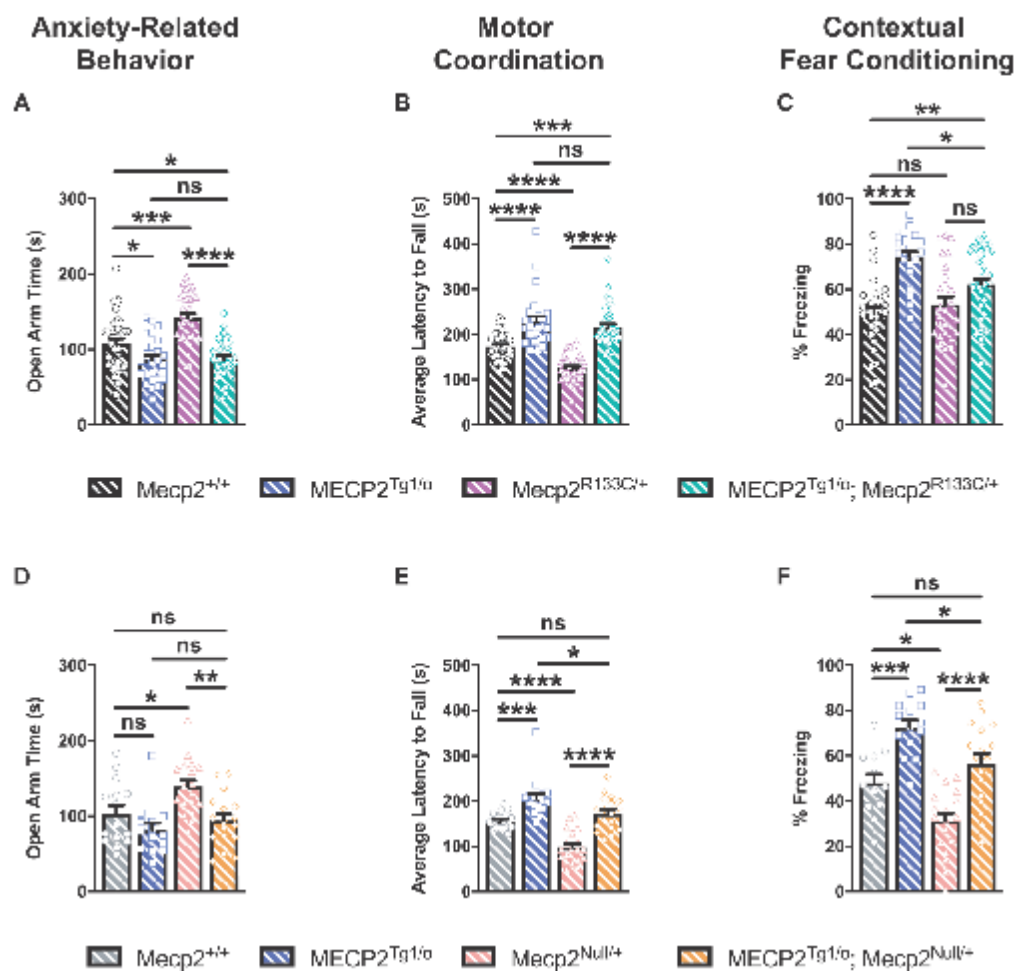 Anxiety-Related
Behavior
Motor
Coordination
Contextual
Fear Conditioning
A
B
C
***
**
*
ns
ns
*
****
ns
***
****
****
*
****
****
ns
Open Arm Time (s)
300
200
100
0
Average Latency to Fall (s)
500
400
300
200
100
0
% Freezing
100
80
60
40
20
0
Mecp2+/+
MECP2Tg1/o
Mecp2R133C/+
MECP2Tg1/o; Mecp2R133C/+
D
E
F
ns
ns
ns
ns
*
*
*
**
****
*
ns
***
****
***
****
Open Arm Time (s)
300
200
100
0
Average Latency to Fall (s)
500
400
300
200
100
0
% Freezing
100
80
60
40
20
0
Mecp2+/+
MECP2Tg1/o
Mecp2Null/+
MECP2Tg1/o; Mecp2Null/+